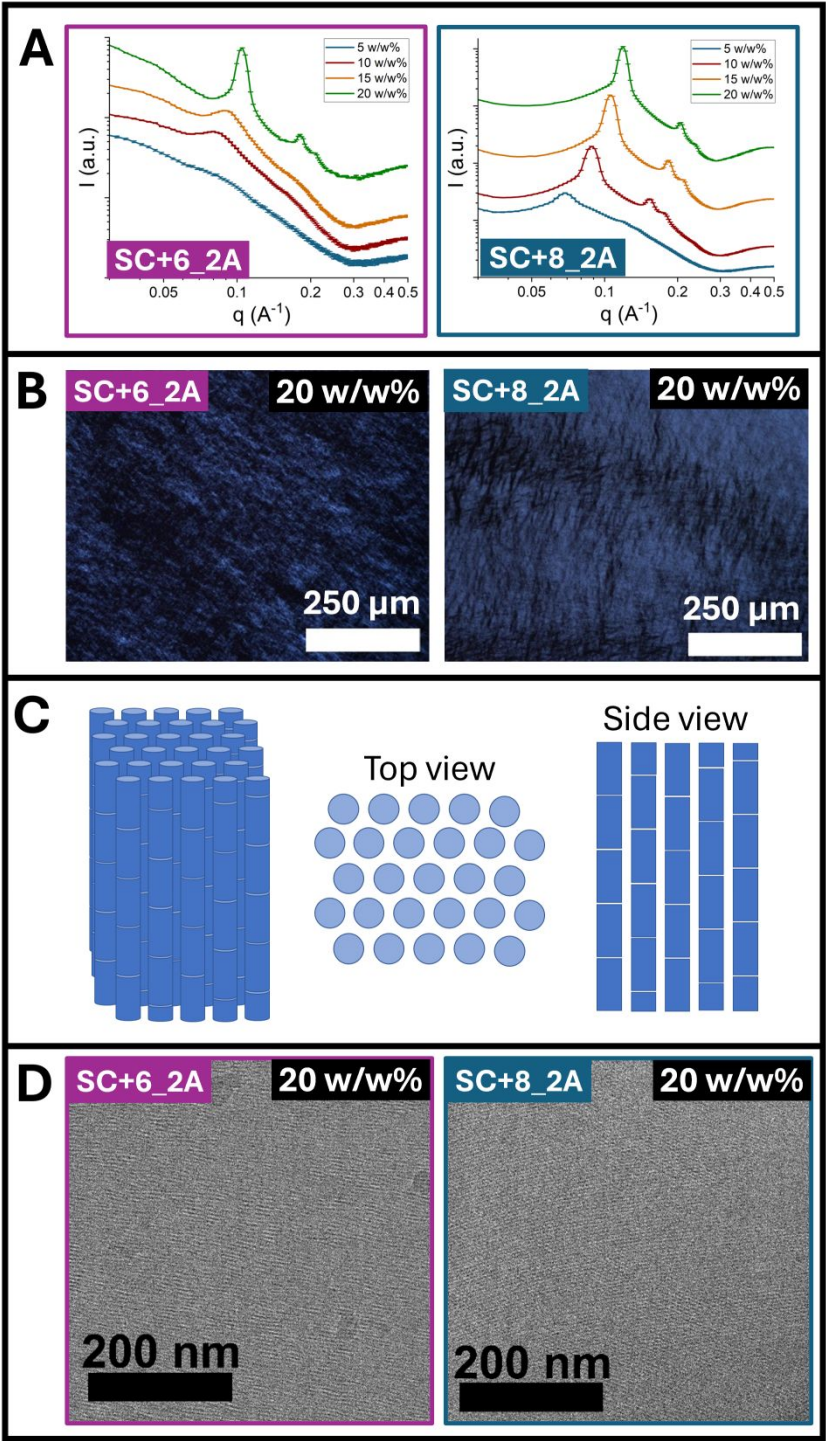 A
I (a.u.)
5 w/w%
10 w/w%
15 w/w%
20 w/w%
SC+6_2A
0.05 0.1 0.2 0.3 0.4 0.5
q (A⁻¹)
I (a.u.)
5 w/w%
10 w/w%
15 w/w%
20 w/w%
SC+8_2A
0.05 0.1 0.2 0.3 0.4 0.5
q (A⁻¹)
B
SC+6_2A 20 w/w%
250 µm
SC+8_2A 20 w/w%
250 µm
C
Top view
Side view
D
SC+6_2A 20 w/w%
200 nm
SC+8_2A 20 w/w%
200 nm